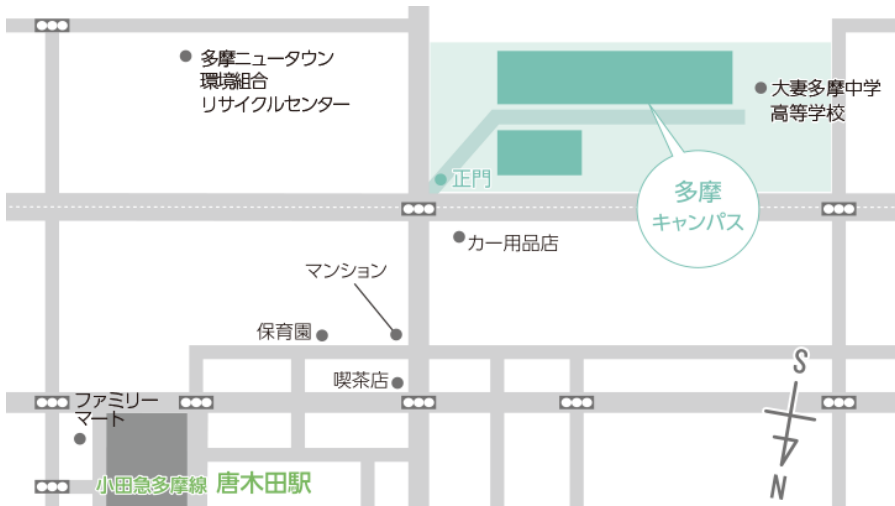 多摩ニュータウン
環境組合
リサイクルセンター
大妻多摩中学
高等学校
正門
多摩
キャンパス
カー用品店
マンション
保育園
喫茶店
ファミリー
マート
小田急多摩線 唐木田駅
S
N